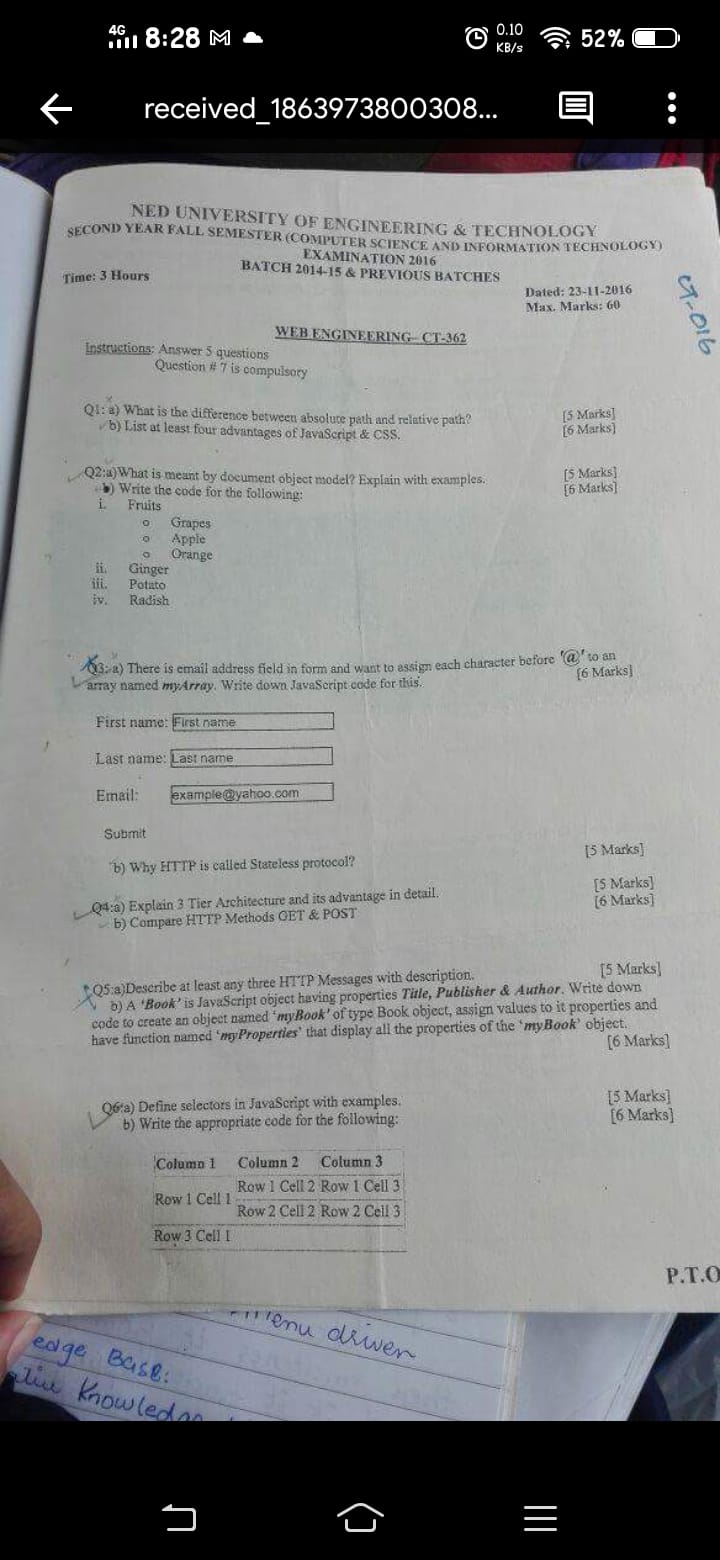 4G 8:28 M 0.10 KB/s 52%
received_1863973800308...
NED UNIVERSITY OF ENGINEERING & TECHNOLOGY
SECOND YEAR FALL SEMESTER (COMPUTER SCIENCE AND INFORMATION TECHNOLOGY)
EXAMINATION 2016
BATCH 2014-15 & PREVIOUS BATCHES
Time: 3 Hours
Dated: 23-11-2016
Max. Marks: 60
CT-016
WEB ENGINEERING- CT-362
Instructions: Answer 5 questions
Question # 7 is compulsory
Q1: a) What is the difference between absolute path and relative path? [5 Marks]
b) List at least four advantages of JavaScript & CSS. [6 Marks]
Q2:a)What is meant by document object model? Explain with examples. [5 Marks]
b) Write the code for the following: [6 Marks]
i. Fruits
o Grapes
o Apple
o Orange
ii. Ginger
iii. Potato
iv. Radish
Q3: a) There is email address field in form and want to assign each character before '@' to an
array named myArray. Write down JavaScript code for this. [6 Marks]
First name: First name
Last name: Last name
Email: example@yahoo.com
Submit
b) Why HTTP is called Stateless protocol? [5 Marks]
Q4:a) Explain 3 Tier Architecture and its advantage in detail. [5 Marks]
b) Compare HTTP Methods GET & POST [6 Marks]
Q5:a)Describe at least any three HTTP Messages with description. [5 Marks]
b) A 'Book' is JavaScript object having properties Title, Publisher & Author. Write down
code to create an object named 'myBook' of type Book object, assign values to it properties and
have function named 'myProperties' that display all the properties of the 'myBook' object.
[6 Marks]
Q6:a) Define selectors in JavaScript with examples. [5 Marks]
b) Write the appropriate code for the following: [6 Marks]
Column 1 Column 2 Column 3
Row 1 Cell 1 Row 1 Cell 2 Row 1 Cell 3
Row 2 Cell 2 Row 2 Cell 3
Row 3 Cell 1
P.T.O
menu driven
edge Base:
Knowledge